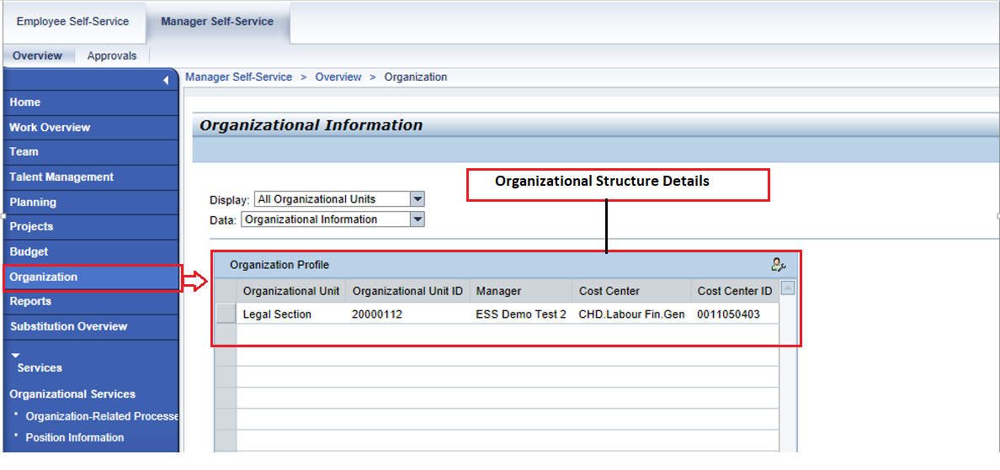 Employee Self-Service Manager Self-Service
Overview Approvals
Manager Self-Service > Overview > Organization
Home
Work Overview
Team
Talent Management
Planning
Projects
Budget
Organization
Reports
Substitution Overview
Services
Organizational Services
• Organization-Related Processe
• Position Information
Organizational Information
Organizational Structure Details
Display: All Organizational Units
Data: Organizational Information
Organization Profile
Organizational Unit Organizational Unit ID Manager Cost Center Cost Center ID
Legal Section 20000112 ESS Demo Test 2 CHD.Labour Fin.Gen 0011050403